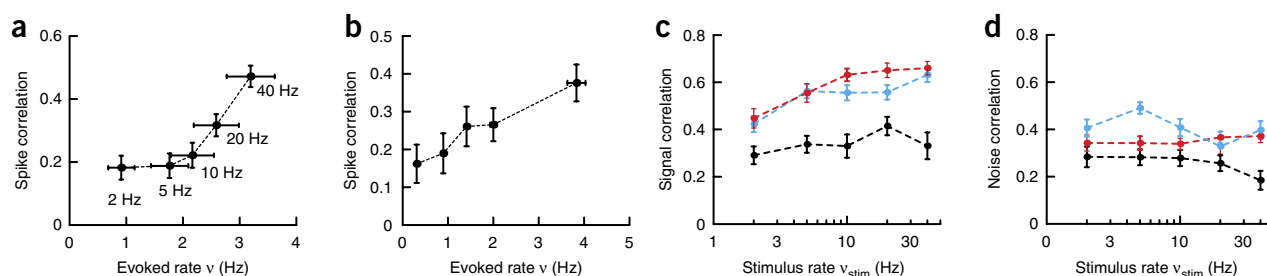 a
Spike correlation
0.6
0.4
0.2
0
2 Hz
5 Hz
10 Hz
20 Hz
40 Hz
0 1 2 3 4
Evoked rate ν (Hz)
b
Spike correlation
0.5
0.4
0.3
0.2
0.1
0
0 1 2 3 4 5
Evoked rate ν (Hz)
c
Signal correlation
0.8
0.6
0.4
0.2
0
1 3 10 30
Stimulus rate νstim (Hz)
d
Noise correlation
0.8
0.6
0.4
0.2
0
0 3 10 30
Stimulus rate νstim (Hz)